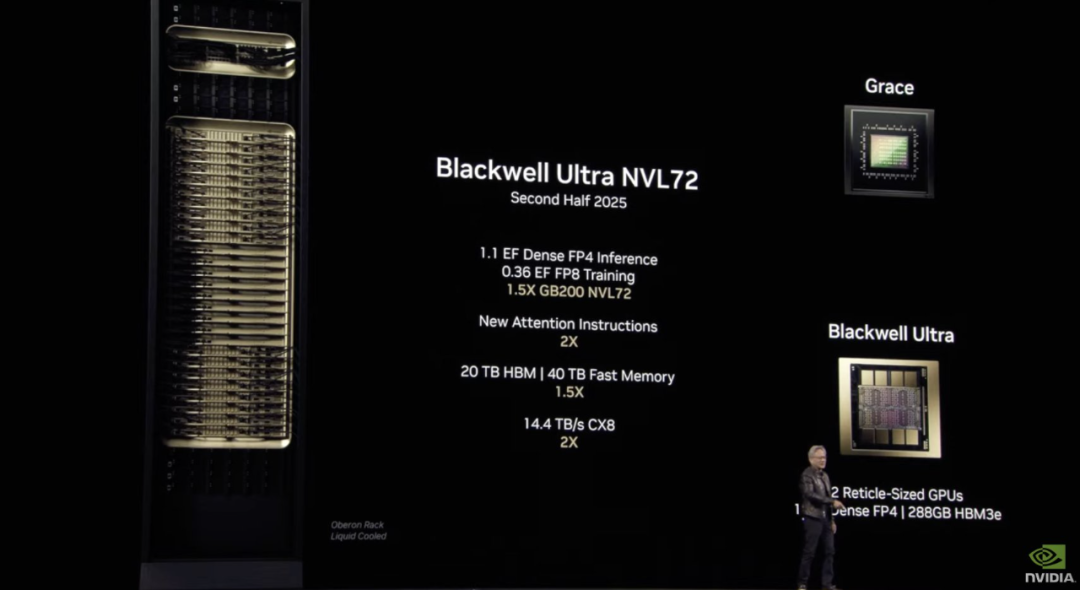 Blackwell Ultra NVL72
Second Half 2025
1.1 EF Dense FP4 Inference
0.36 EF FP8 Training
1.5X GB200 NVL72
New Attention Instructions
2X
20 TB HBM | 40 TB Fast Memory
1.5X
14.4 TB/s CX8
2X
Oberon Rack
Liquid Cooled
Grace
Blackwell Ultra
2 Reticle-Sized GPUs
Dense FP4 | 288GB HBM3e
NVIDIA